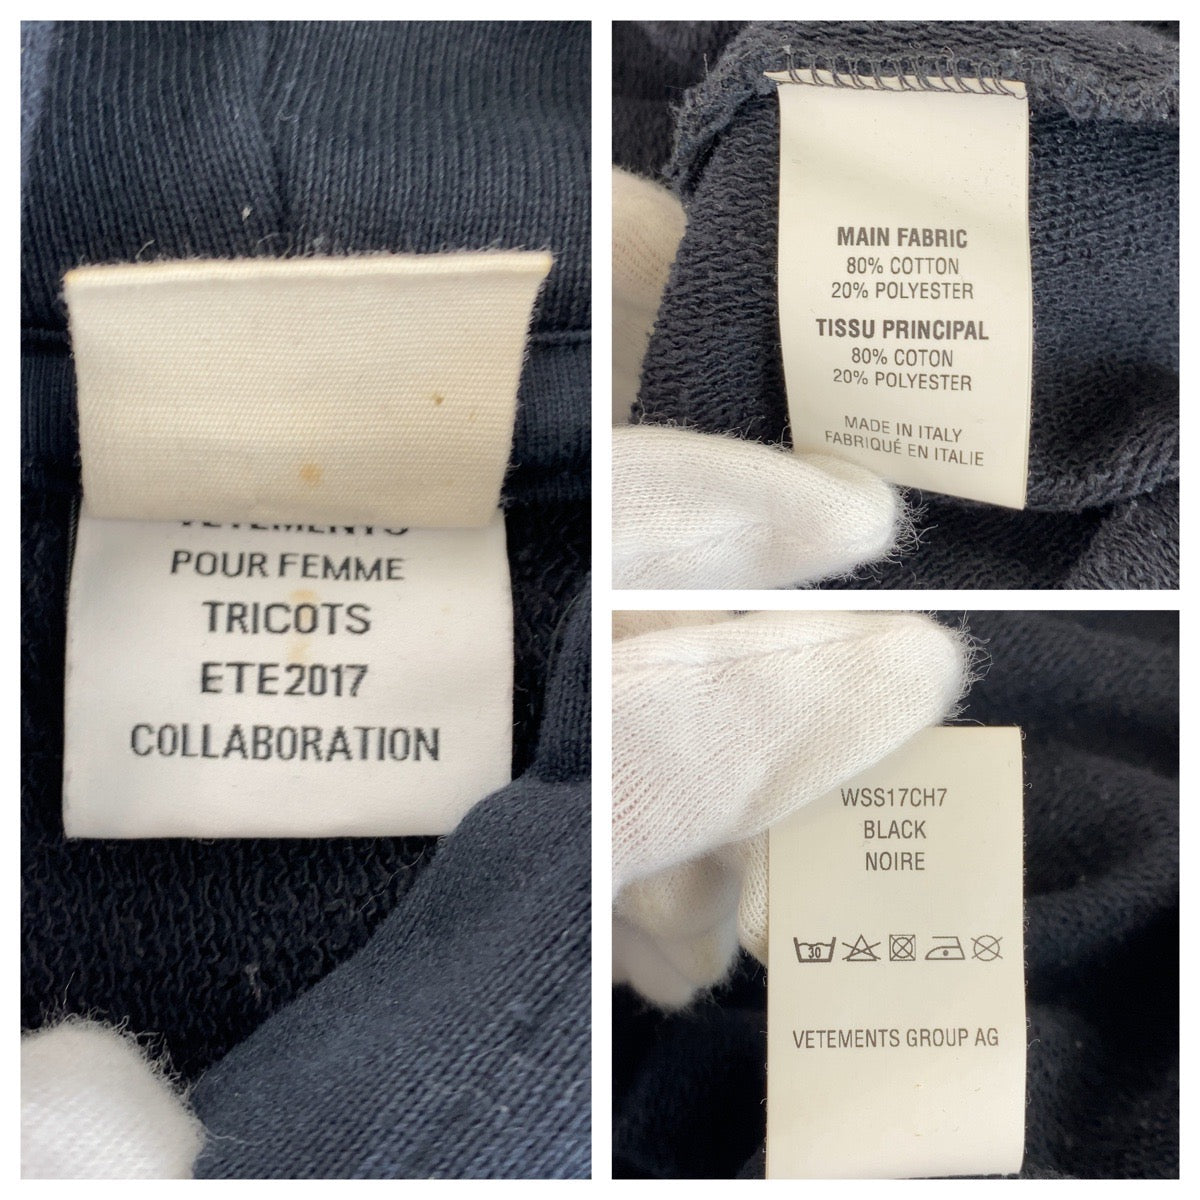 VETEMENTS
POUR FEMME
TRICOTS
ETE2017
COLLABORATION
MAIN FABRIC
80% COTTON
20% POLYESTER
TISSU PRINCIPAL
80% COTON
20% POLYESTER
MADE IN ITALY
FABRIQUÉ EN ITALIE
WSS17CH7
BLACK
NOIRE
30
VETEMENTS GROUP AG